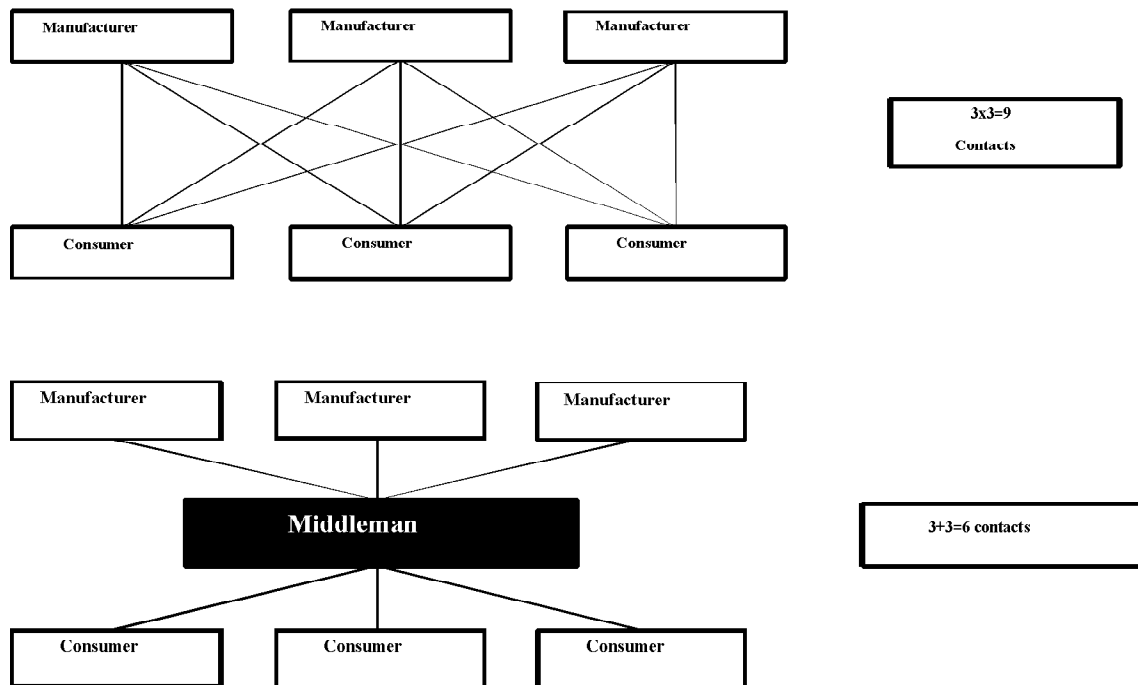 Manufacturer
Manufacturer
Manufacturer
3x3=9
Contacts
Consumer
Consumer
Consumer
Manufacturer
Manufacturer
Manufacturer
Middleman
3+3=6 contacts
Consumer
Consumer
Consumer